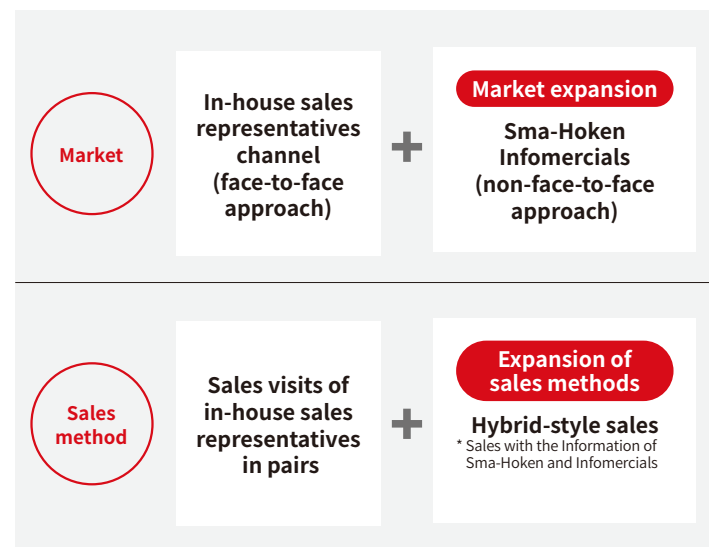 Market
In-house sales
representatives
channel
(face-to-face
approach)
+
Market expansion
Sma-Hoken
Infomercials
(non-face-to-face
approach)
Sales
method
Sales visits of
in-house sales
representatives
in pairs
+
Expansion of
sales methods
Hybrid-style sales
* Sales with the Information of
Sma-Hoken and Infomercials